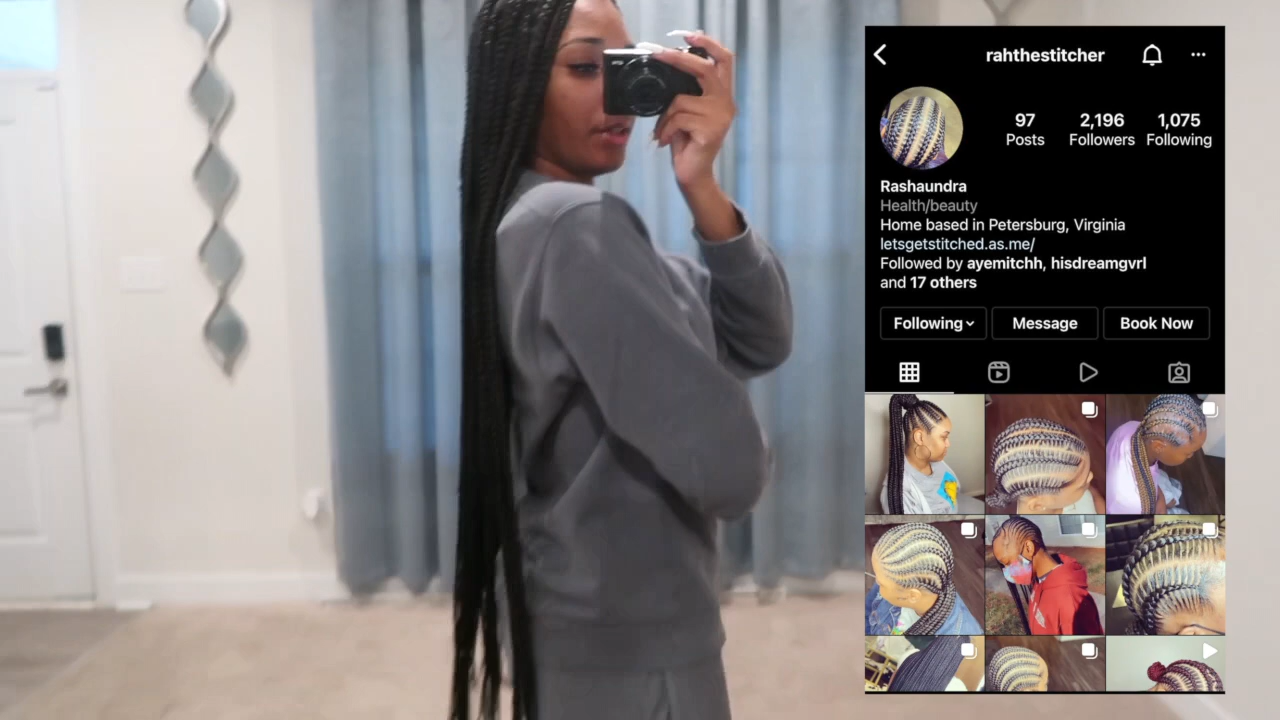 rahthestitcher
97
2,196
1,075
Posts
Followers
Following
Rashaundra
Health/beauty
Home based in Petersburg, Virginia
letsgetstitched.as.me/
Followed by ayemitchh, hisdreamgvrl
and 17 others
Following
Message
Book Now